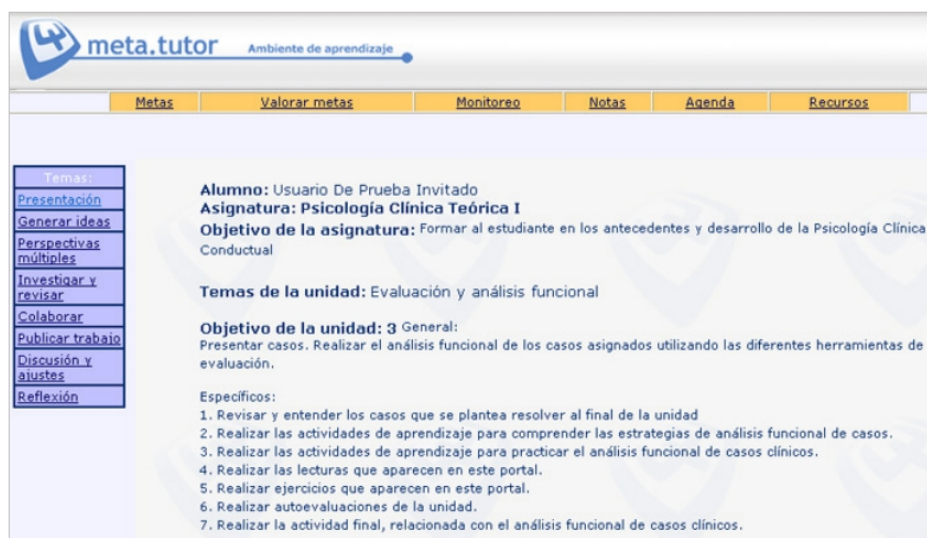 meta.tutor Ambiente de aprendizaje
Metas Valorar metas Monitoreo Notas Agenda Recursos
Temas:
Presentación
Generar ideas
Perspectivas
múltiples
Investigar y
revisar
Colaborar
Publicar trabajo
Discusión y
ajustes
Reflexión
Alumno: Usuario De Prueba Invitado
Asignatura: Psicología Clínica Teórica I
Objetivo de la asignatura: Formar al estudiante en los antecedentes y desarrollo de la Psicología Clínica
Conductual
Temas de la unidad: Evaluación y análisis funcional
Objetivo de la unidad: 3 General:
Presentar casos. Realizar el análisis funcional de los casos asignados utilizando las diferentes herramientas de
evaluación.
Específicos:
1. Revisar y entender los casos que se plantea resolver al final de la unidad
2. Realizar las actividades de aprendizaje para comprender las estrategias de análisis funcional de casos.
3. Realizar las actividades de aprendizaje para practicar el análisis funcional de casos clínicos.
4. Realizar las lecturas que aparecen en este portal.
5. Realizar ejercicios que aparecen en este portal.
6. Realizar autoevaluaciones de la unidad.
7. Realizar la actividad final, relacionada con el análisis funcional de casos clínicos.